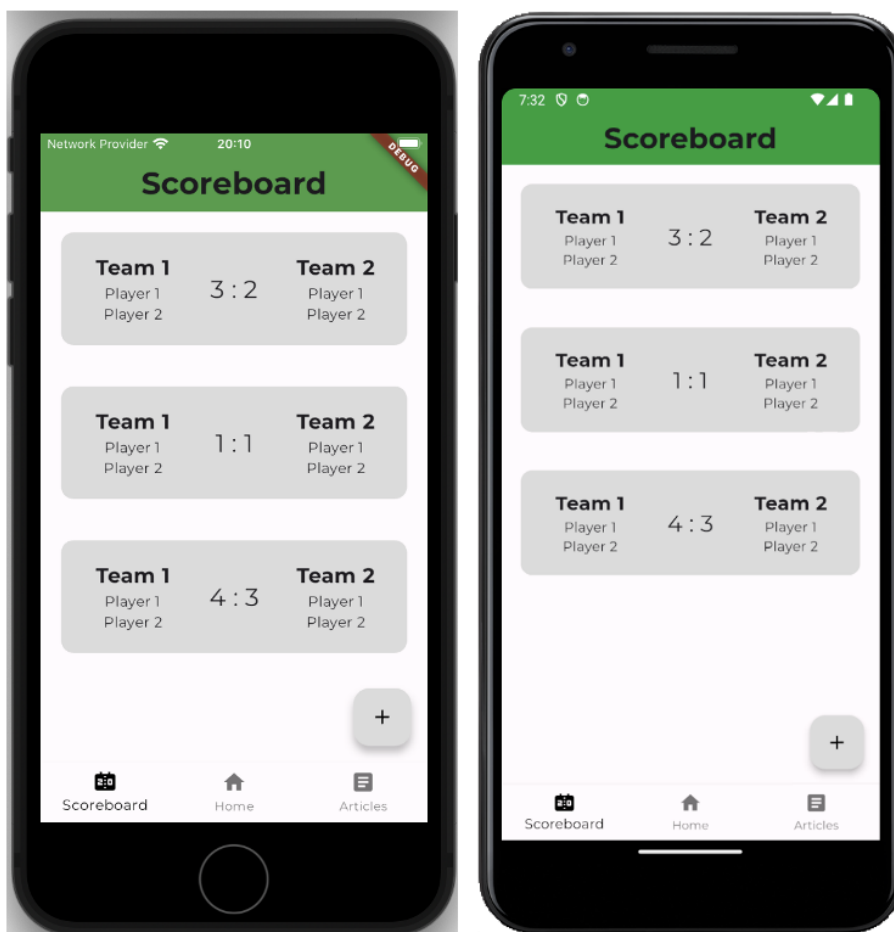 Network Provider 20:10
DEBUG
Scoreboard
Team 1 Team 2
3 : 2
Player 1 Player 1
Player 2 Player 2
Team 1 Team 2
1 : 1
Player 1 Player 1
Player 2 Player 2
Team 1 Team 2
4 : 3
Player 1 Player 1
Player 2 Player 2
+
2:0
Scoreboard Home Articles
7:32
Scoreboard
Team 1 Team 2
3 : 2
Player 1 Player 1
Player 2 Player 2
Team 1 Team 2
1 : 1
Player 1 Player 1
Player 2 Player 2
Team 1 Team 2
4 : 3
Player 1 Player 1
Player 2 Player 2
+
2:0
Scoreboard Home Articles